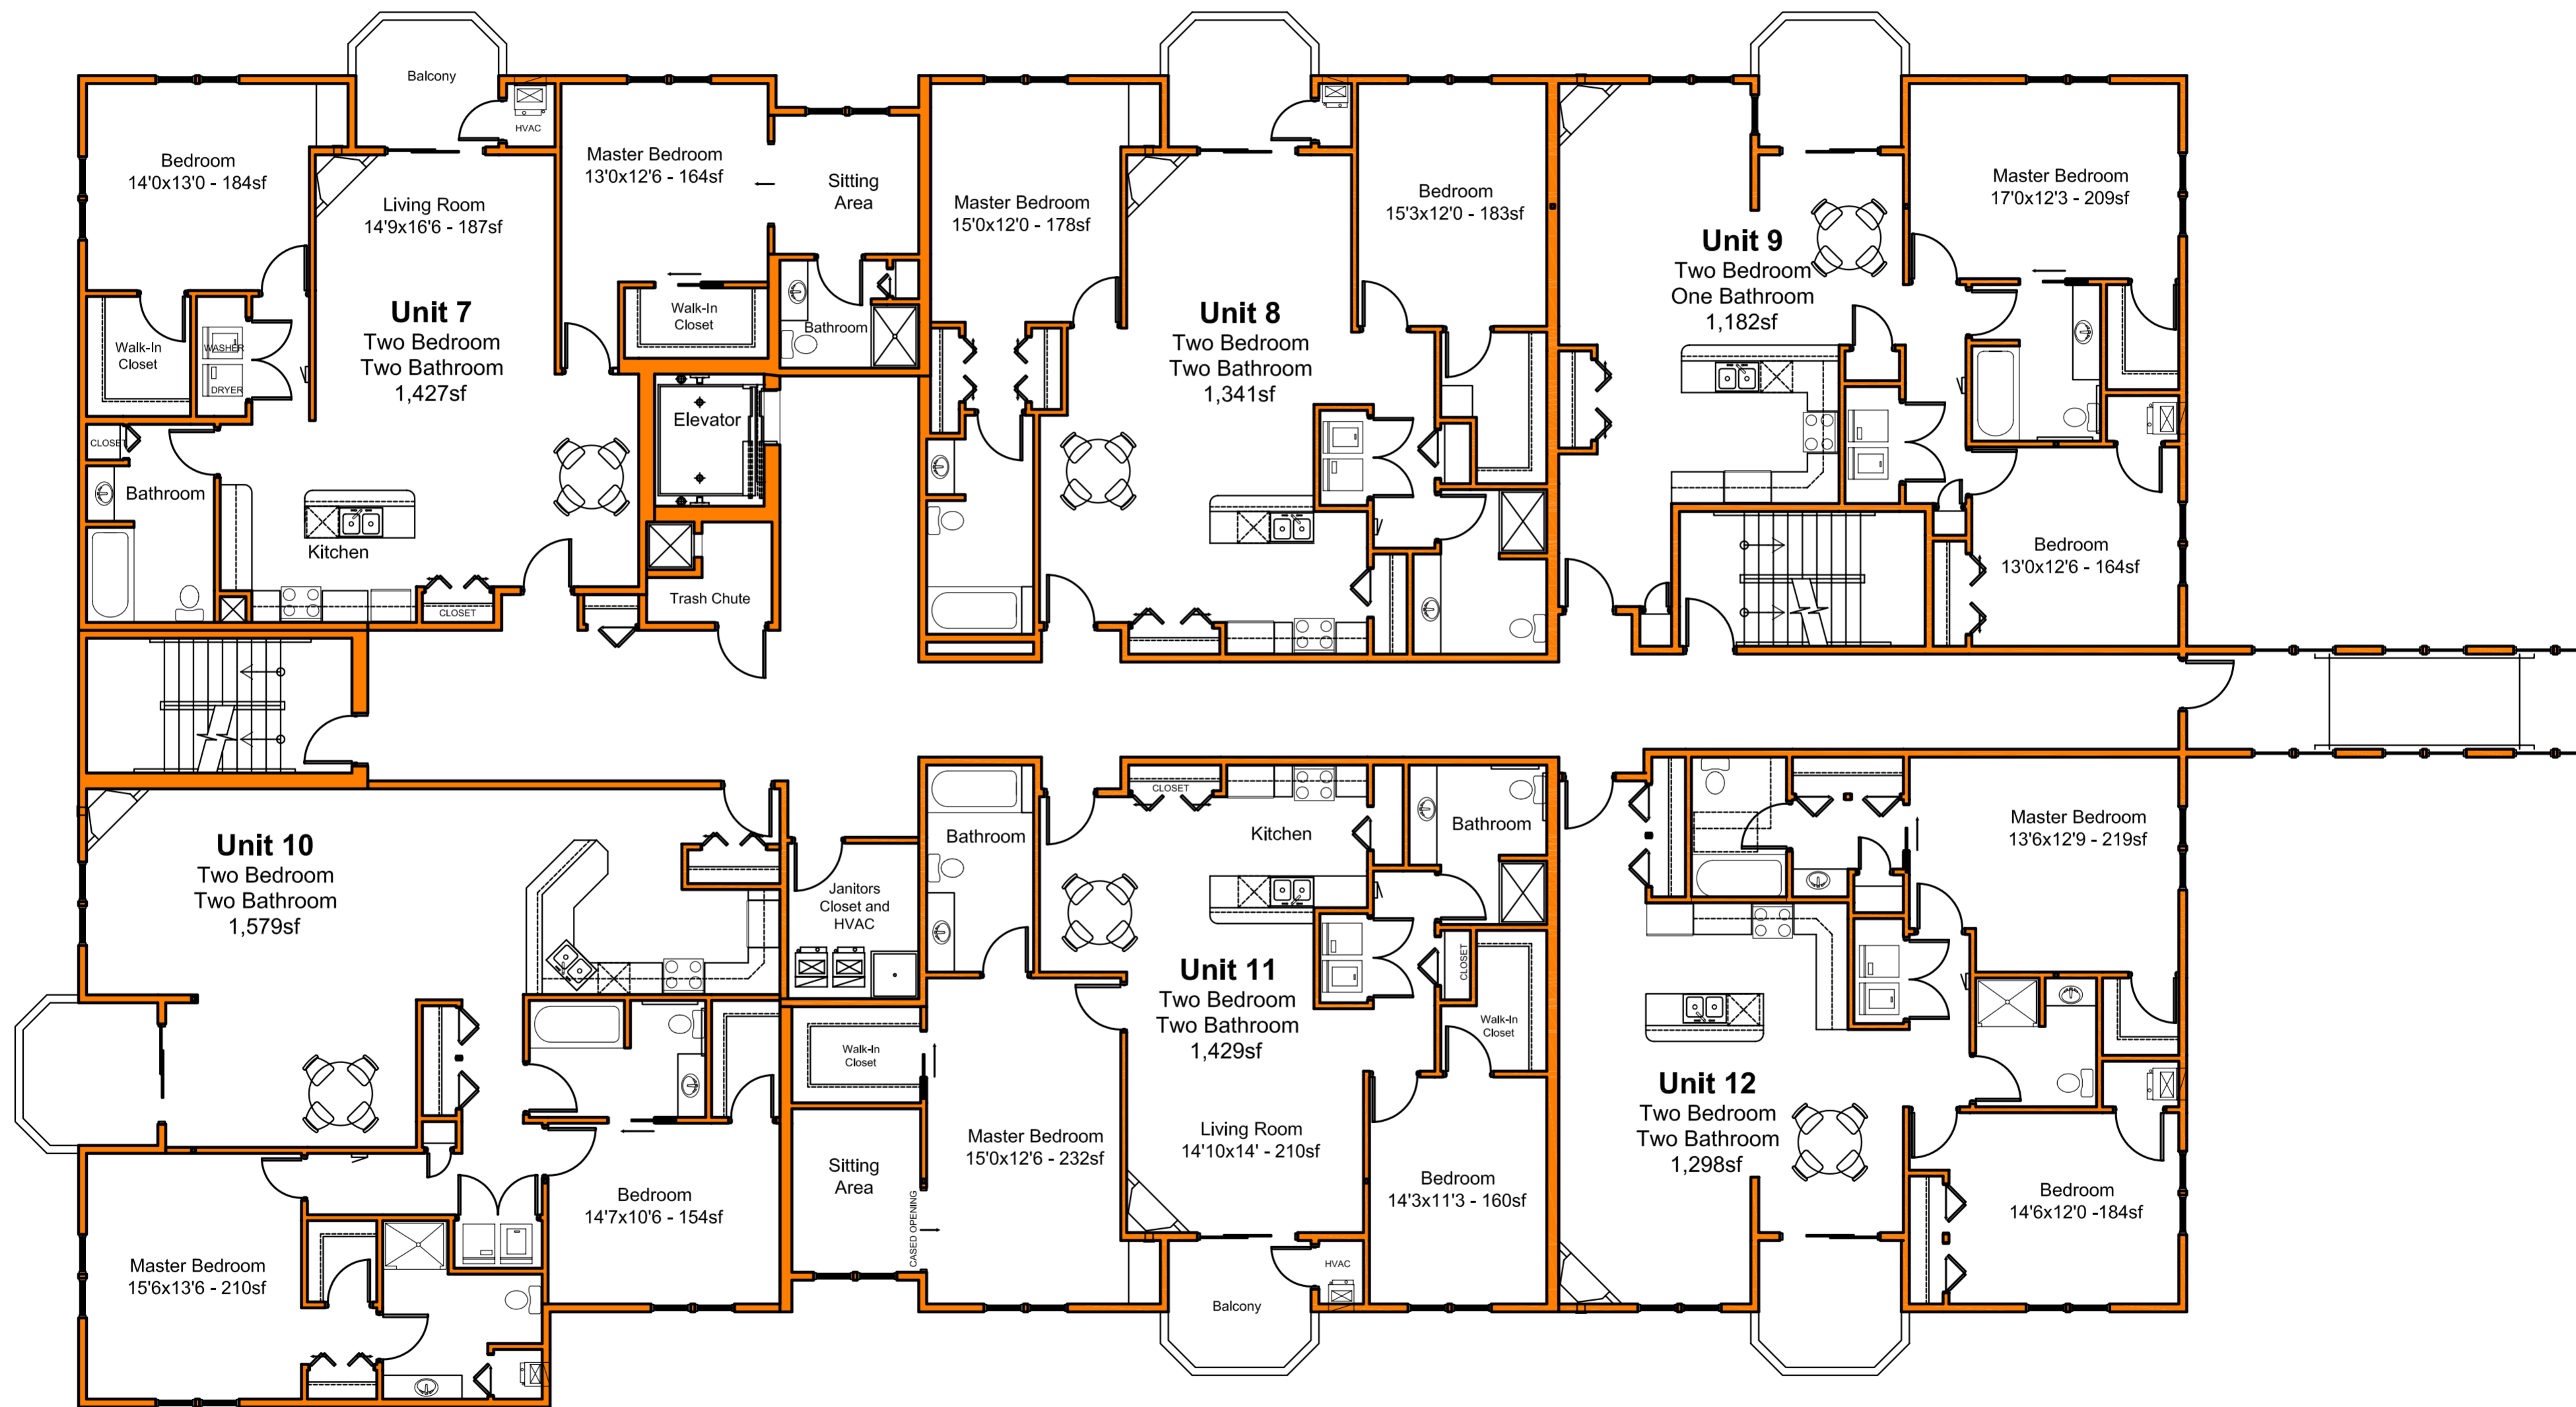 Balcony
HVAC
Bedroom
14'0x13'0 - 184sf
Living Room
14'9x16'6 - 187sf
Master Bedroom
13'0x12'6 - 164sf
Sitting
Area
Walk-In
Closet
Bathroom
Unit 7
Two Bedroom
Two Bathroom
1,427sf
Walk-In
Closet
WASHER
DRYER
CLOSET
Bathroom
Kitchen
CLOSET
Elevator
Trash Chute
Master Bedroom
15'0x12'0 - 178sf
Bedroom
15'3x12'0 - 183sf
Unit 8
Two Bedroom
Two Bathroom
1,341sf
Unit 9
Two Bedroom
One Bathroom
1,182sf
Master Bedroom
17'0x12'3 - 209sf
Bedroom
13'0x12'6 - 164sf
Unit 10
Two Bedroom
Two Bathroom
1,579sf
Janitors
Closet and
HVAC
Bedroom
14'7x10'6 - 154sf
Master Bedroom
15'6x13'6 - 210sf
Bathroom
CLOSET
Kitchen
Bathroom
Unit 11
Two Bedroom
Two Bathroom
1,429sf
CLOSET
Walk-In
Closet
Walk-In
Closet
Sitting
Area
CASED OPENING
Master Bedroom
15'0x12'6 - 232sf
Living Room
14'10x14' - 210sf
Bedroom
14'3x11'3 - 160sf
HVAC
Balcony
Master Bedroom
13'6x12'9 - 219sf
Unit 12
Two Bedroom
Two Bathroom
1,298sf
Bedroom
14'6x12'0 -184sf